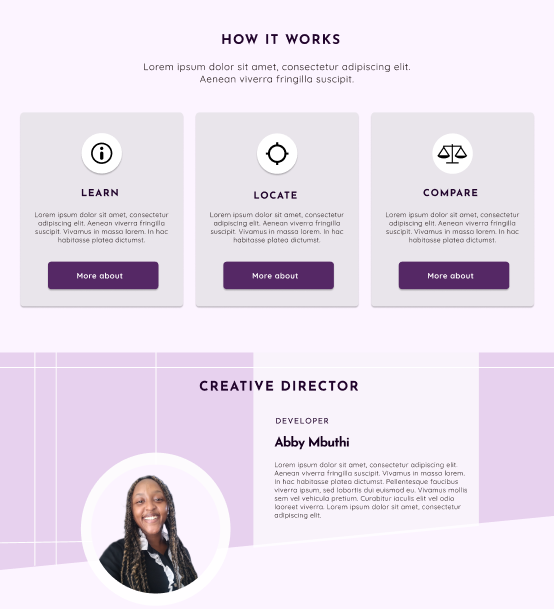 HOW IT WORKS
Lorem ipsum dolor sit amet, consectetur adipiscing elit.
Aenean viverra fringilla suscipit.
LEARN
Lorem ipsum dolor sit amet, consectetur
adipiscing elit. Aenean viverra fringilla
suscipit. Vivamus in massa lorem. In hac
habitasse platea dictumst.
More about
LOCATE
Lorem ipsum dolor sit amet, consectetur
adipiscing elit. Aenean viverra fringilla
suscipit. Vivamus in massa lorem. In hac
habitasse platea dictumst.
More about
COMPARE
Lorem ipsum dolor sit amet, consectetur
adipiscing elit. Aenean viverra fringilla
suscipit. Vivamus in massa lorem. In hac
habitasse platea dictumst.
More about
CREATIVE DIRECTOR
DEVELOPER
Abby Mbuthi
Lorem ipsum dolor sit amet, consectetur adipiscing elit.
Aenean viverra fringilla suscipit. Vivamus in massa lorem.
In hac habitasse platea dictumst. Pellentesque faucibus
viverra ipsum, sed lobortis dui euismod eu. Vivamus mollis
sem vel vehicula pretium. Curabitur iaculis elit vel odio
laoreet viverra. Lorem ipsum dolor sit amet, consectetur
adipiscing elit.